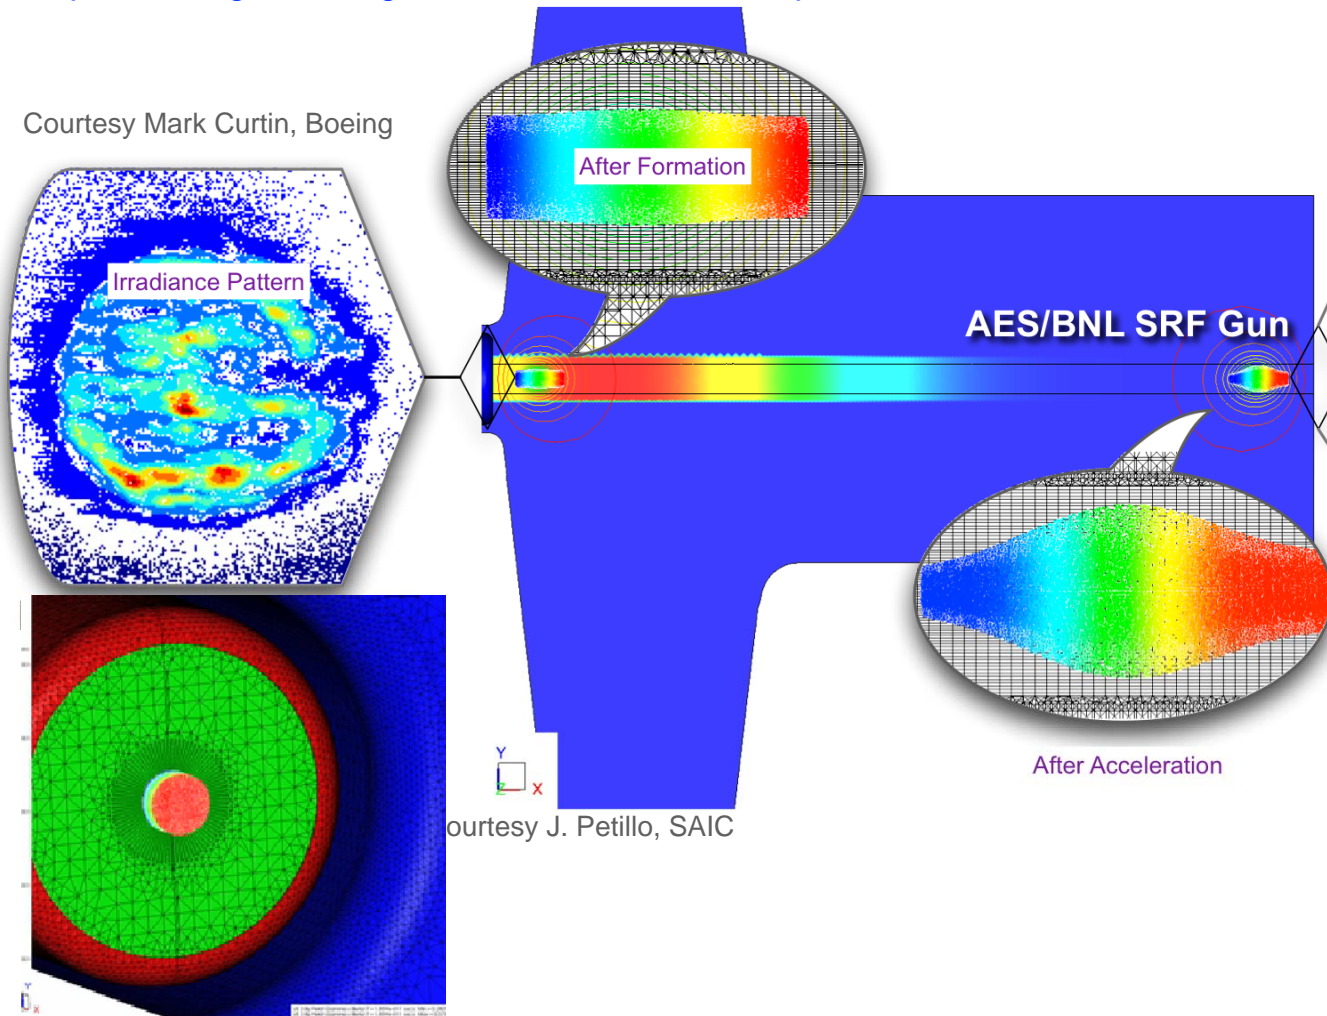 Courtesy Mark Curtin, Boeing
After Formation
Irradiance Pattern
AES/BNL SRF Gun
After Acceleration
Y
Z X
ourtesy J. Petillo, SAIC
Y
X